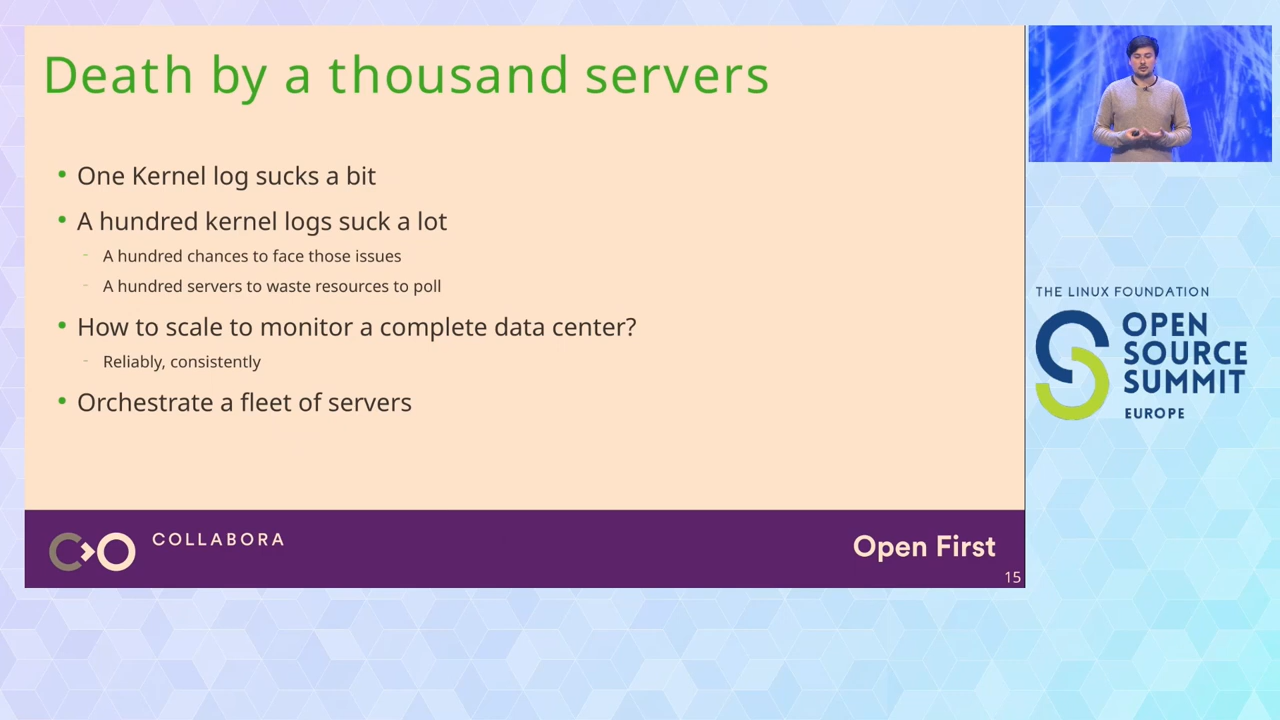 Death by a thousand servers
• One Kernel log sucks a bit
• A hundred kernel logs suck a lot
- A hundred chances to face those issues
- A hundred servers to waste resources to poll
• How to scale to monitor a complete data center?
- Reliably, consistently
• Orchestrate a fleet of servers
COLLABORA
Open First
15
THE LINUX FOUNDATION
OPEN
SOURCE
SUMMIT
EUROPE